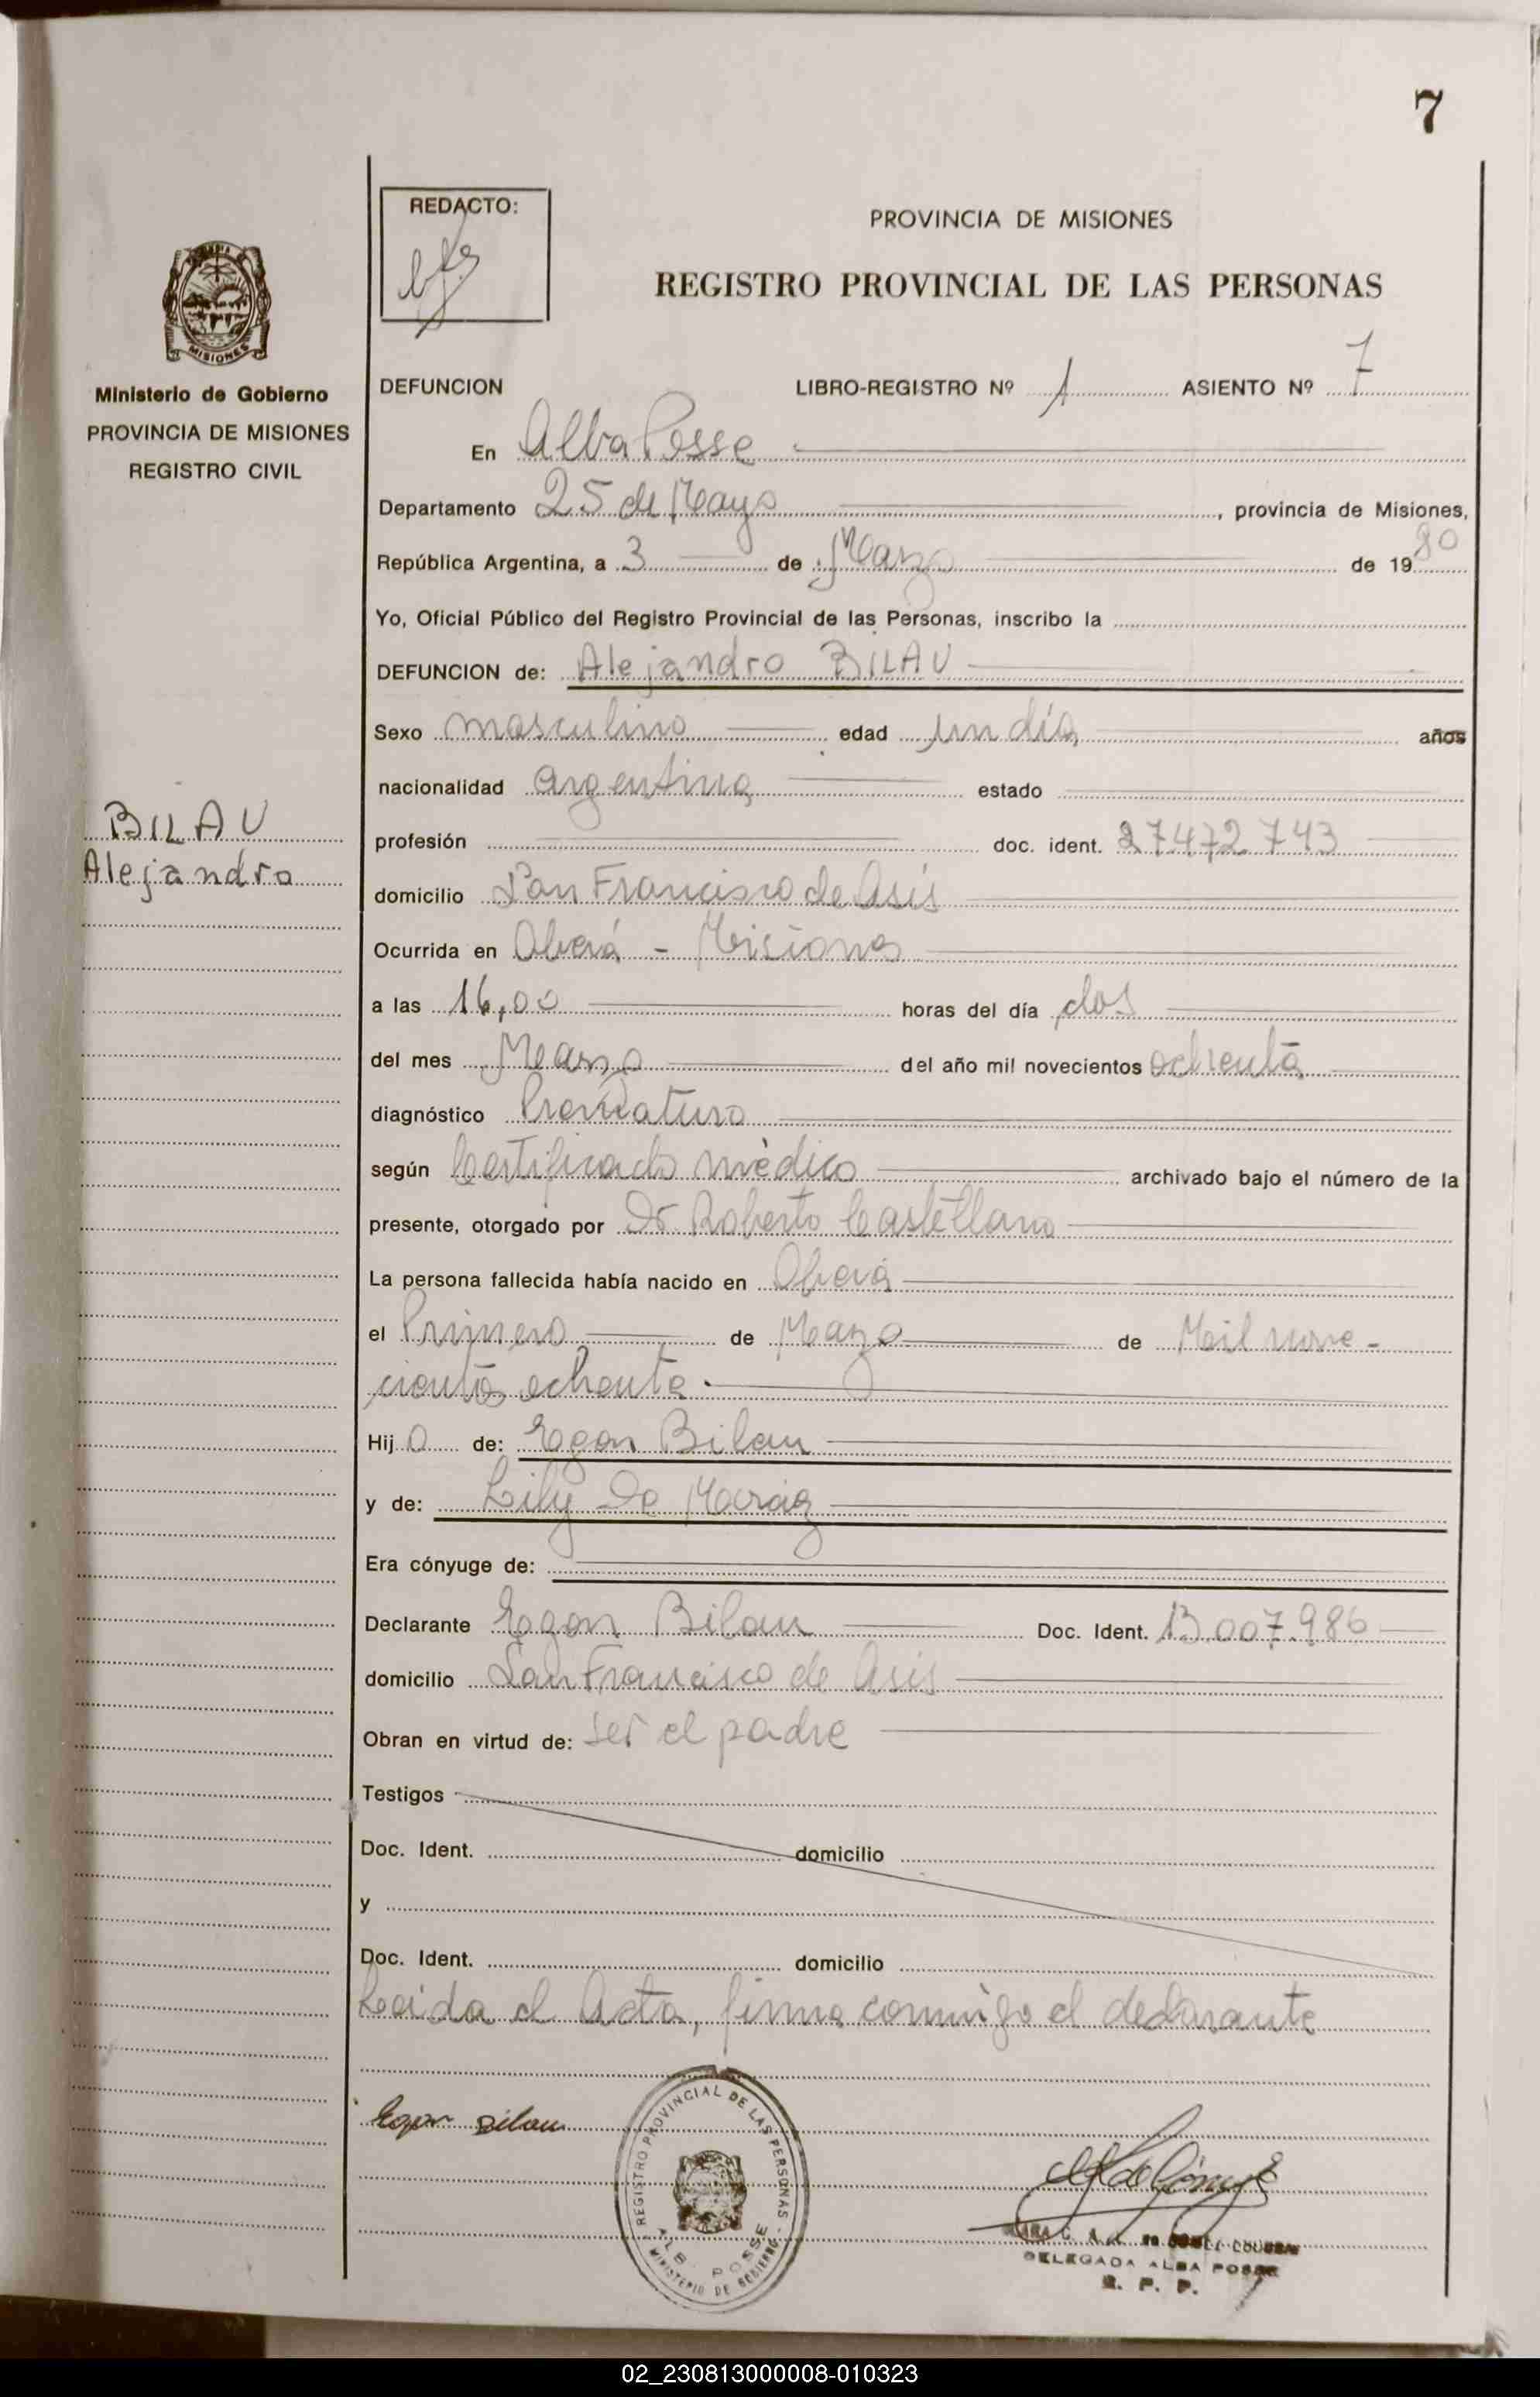 7
REDACTO:
PROVINCIA DE MISIONES
REGISTRO PROVINCIAL DE LAS PERSONAS
MISIONES
Ministerio de Gobierno
PROVINCIA DE MISIONES
REGISTRO CIVIL
DEFUNCION LIBRO-REGISTRO Nº 1 ASIENTO Nº 7
En Alba Posse
Departamento 25 de Mayo, provincia de Misiones,
República Argentina, a 3 de Marzo de 1980
Yo, Oficial Público del Registro Provincial de las Personas, inscribo la
DEFUNCION de: Alejandro BILAU
Sexo masculino edad un día años
nacionalidad argentina estado
BILAU
Alejandro
profesión doc. ident. 27472743
domicilio San Francisco de Asís
Ocurrida en Oberá - Misiones
a las 16,00 horas del día dos
del mes Marzo del año mil novecientos ochenta
diagnóstico Prematuro
según Certificado mèdico archivado bajo el número de la
presente, otorgado por Dr Roberto Castellano
La persona fallecida había nacido en Oberá
el Primero de Marzo de Mil nove-
cientos ochenta.
Hijo de: Egon Bilau
y de: Lily De
Era cónyuge de:
Declarante Egon Bilau Doc. Ident. 13.007.986
domicilio San Francisco de Asis
Obran en virtud de: ser el padre
Testigos
Doc. Ident. domicilio
y
Doc. Ident. domicilio
Leida el Acta, firma conmigo el declarante
Egon Bilau
REGISTRO PROVINCIAL DE LAS PERSONAS
ALBA POSSE
MINISTERIO DE GOBIERNO
DELEGADA ALBA POSSE
R. P. P.
02_230813000008-010323